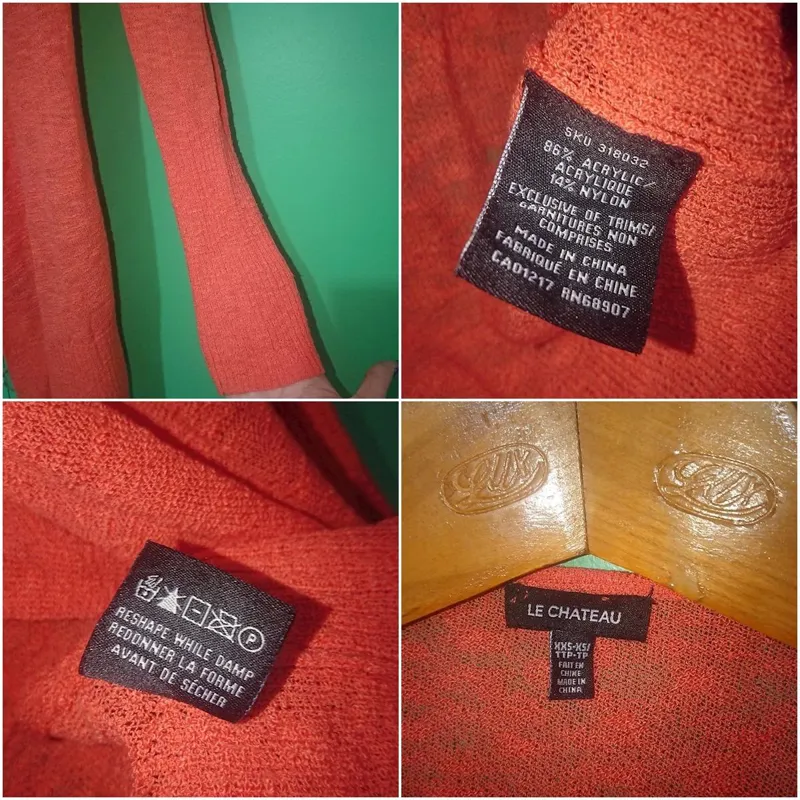 SKU 318032
86% ACRYLIC/
ACRYLIQUE
14% NYLON
EXCLUSIVE OF TRIMS/
GARNITURES NON
COMPRISES
MADE IN CHINA
FABRIQUÉ EN CHINE
CA01217 RN68907
P
RESHAPE WHILE DAMP
REDONNER LA FORME
AVANT DE SÉCHER
LE CHATEAU
XXS-XS/
TTP-TP
FAIT EN
CHINE
MADE IN
CHINA